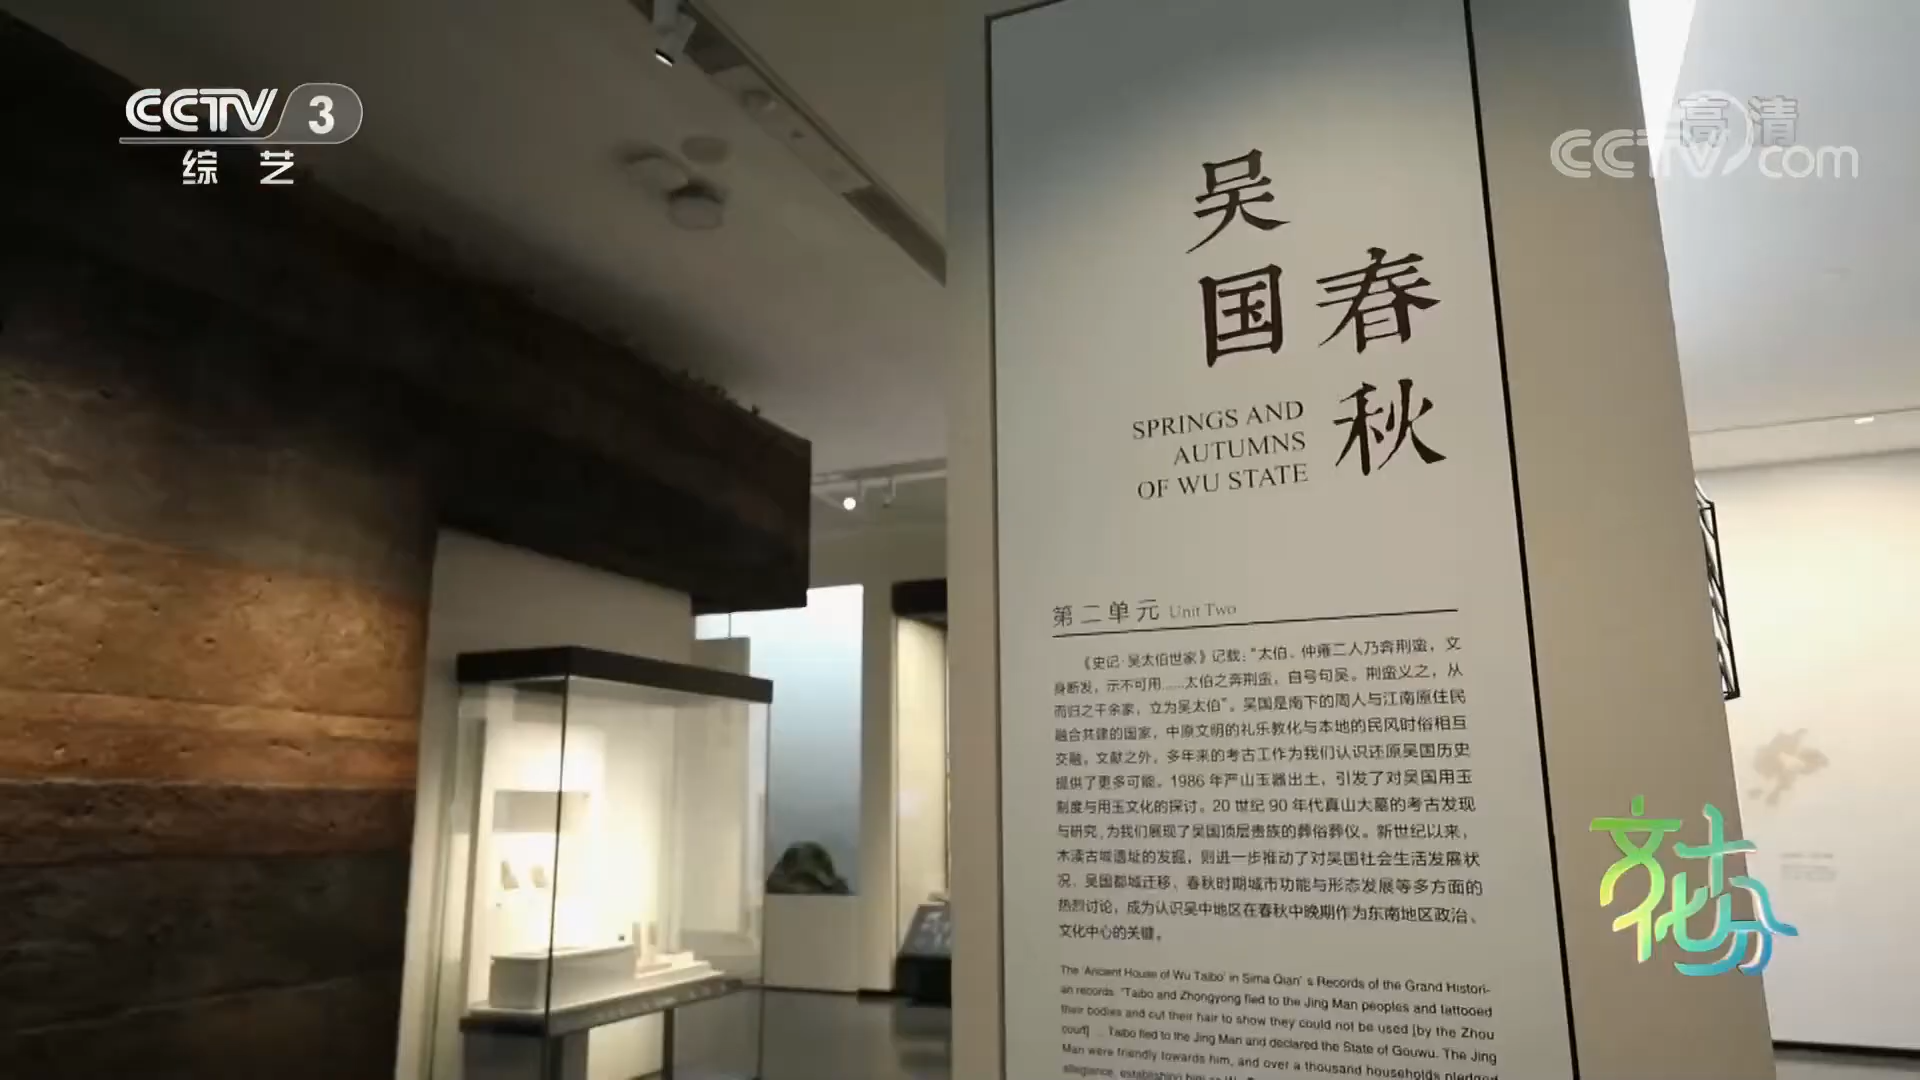 CCTV 3
综 艺
高清
CCTV.com
吴国
春秋
SPRINGS AND
AUTUMNS
OF WU STATE
第二单元 Unit Two
《史记·吴太伯世家》记载：“太伯、仲雍二人乃奔荆蛮，文
身断发，示不可用……太伯之奔荆蛮，自号句吴。荆蛮义之，从
而归之千余家，立为吴太伯”。吴国是南下的周人与江南原住民
融合共建的国家，中原文明的礼乐教化与本地的民风时俗相互
交融。文献之外，多年来的考古工作为我们认识还原吴国历史
提供了更多可能。1986 年严山玉器出土，引发了对吴国用玉
制度与用玉文化的探讨。20 世纪 90 年代真山大墓的考古发现
与研究，为我们展现了吴国顶层贵族的葬俗葬仪。新世纪以来，
木渎古城遗址的发掘，则进一步推动了对吴国社会生活发展状
况、吴国都城迁移、春秋时期城市功能与形态发展等多方面的
热烈讨论，成为认识吴中地区在春秋中晚期作为东南地区政治、
文化中心的关键。
The 'Ancient House of Wu Taibo' in Sima Qian's Records of the Grand Histori-
an records: "Taibo and Zhongyong fled to the Jing Man peoples and tattooed
their bodies and cut their hair to show they could not be used [by the Zhou
court] ... Taibo fled to the Jing Man and declared the State of Gouwu. The Jing
Man were friendly towards him, and over a thousand households pledged
allegiance, establishing him as
文化十分